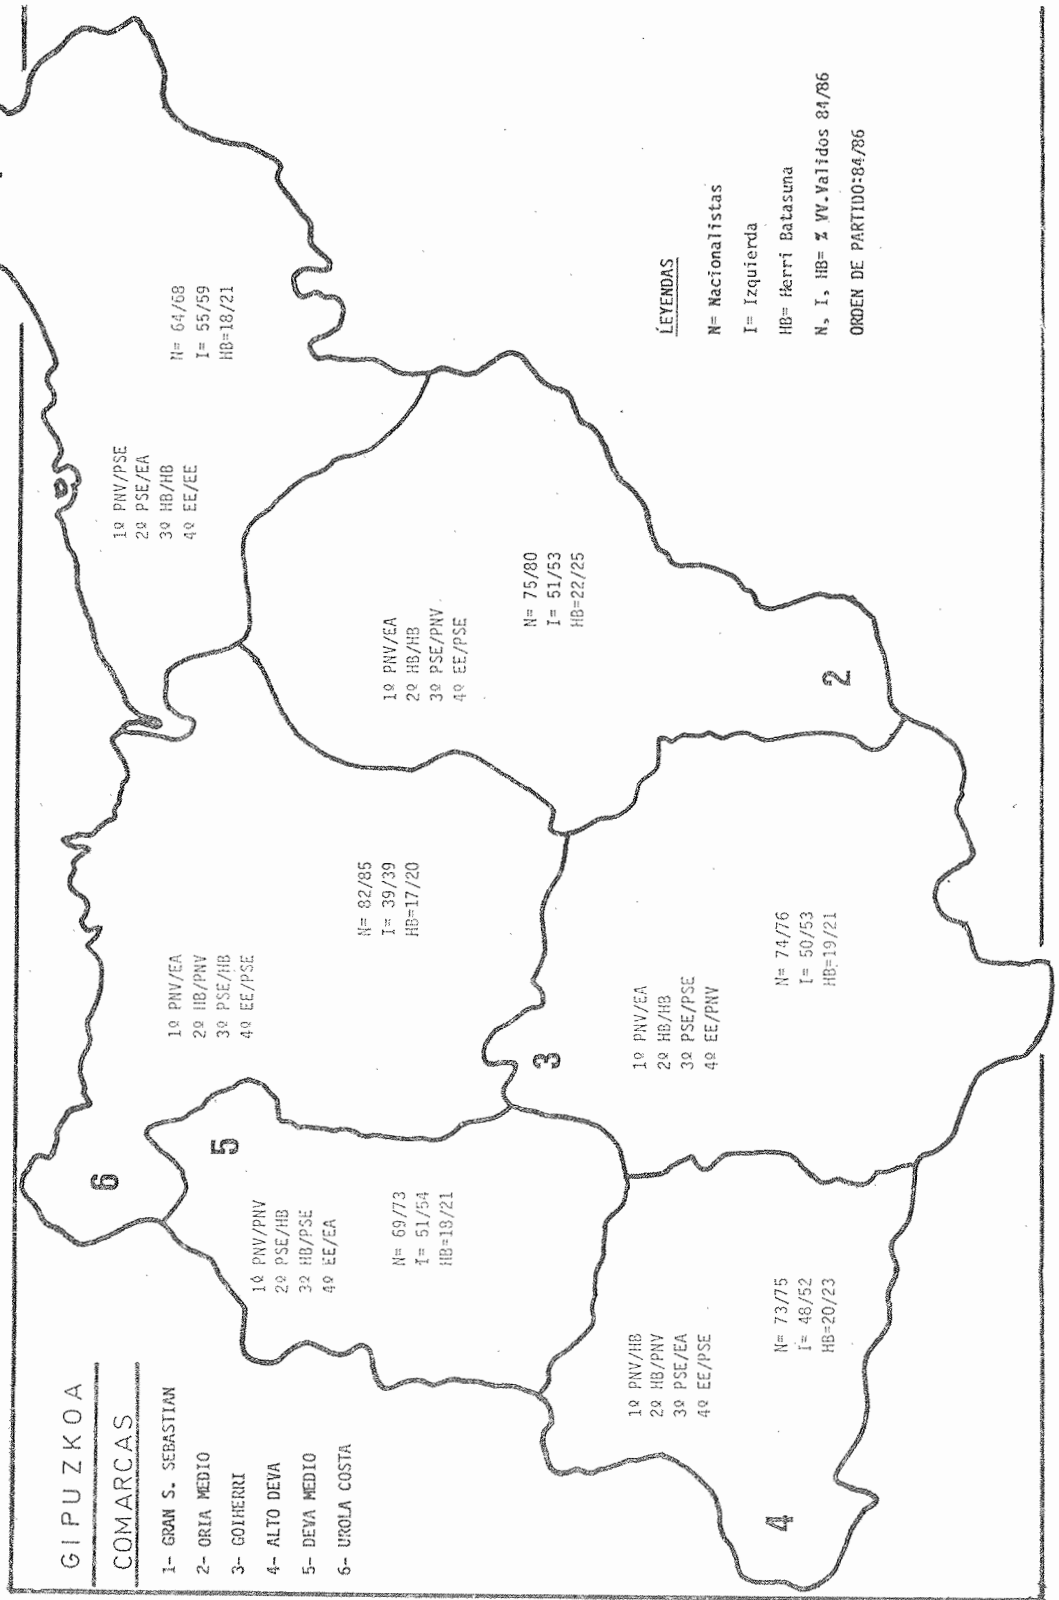 GIPUZKOA
COMARCAS
1- GRAN S. SEBASTIAN
2- ORIA MEDIO
3- GOIHERRI
4- ALTO DEVA
5- DEVA MEDIO
6- UROLA COSTA
6
1º PNV/EA
2º HB/PNV
3º PSE/HB
4º EE/PSE
N= 82/85
I= 39/39
HB=17/20
1º PNV/PSE
2º PSE/EA
3º HB/HB
4º EE/EE
N= 64/68
I= 55/59
HB=18/21
5
1º PNV/PNV
2º PSE/HB
3º HB/PSE
4º EE/EA
N= 69/73
I= 51/54
HB=18/21
1º PNV/EA
2º HB/HB
3º PSE/PNV
4º EE/PSE
N= 75/80
I= 51/53
HB=22/25
2
3
1º PNV/EA
2º HB/HB
3º PSE/PSE
4º EE/PNV
N= 74/76
I= 50/53
HB=19/21
1º PNV/HB
2º HB/PNV
3º PSE/EA
4º EE/PSE
N= 73/75
I= 48/52
HB=20/23
4
LEYENDAS
N= Nacionalistas
I= Izquierda
HB= Herri Batasuna
N, I, HB= % VV.Validos 84/86
ORDEN DE PARTIDO:84/86